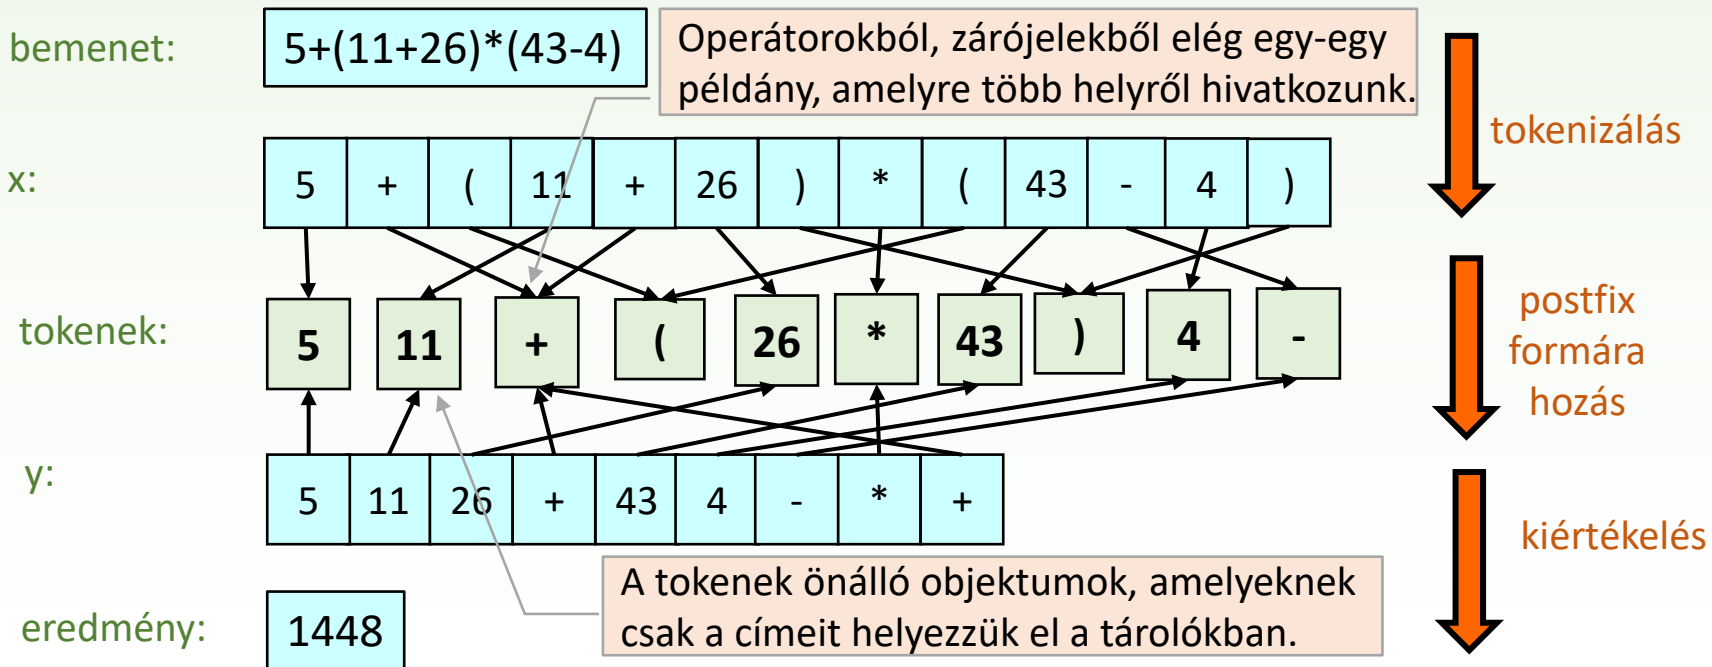 bemenet:
5+(11+26)*(43-4)
Operátorokból, zárójelekből elég egy-egy
példány, amelyre több helyről hivatkozunk.
tokenizálás
x:
5 + ( 11 + 26 ) * ( 43 - 4 )
tokenek:
5 11 + ( 26 * 43 ) 4 -
postfix
formára
hozás
y:
5 11 26 + 43 4 - * +
kiértékelés
A tokenek önálló objektumok, amelyeknek
csak a címeit helyezzük el a tárolókban.
eredmény:
1448